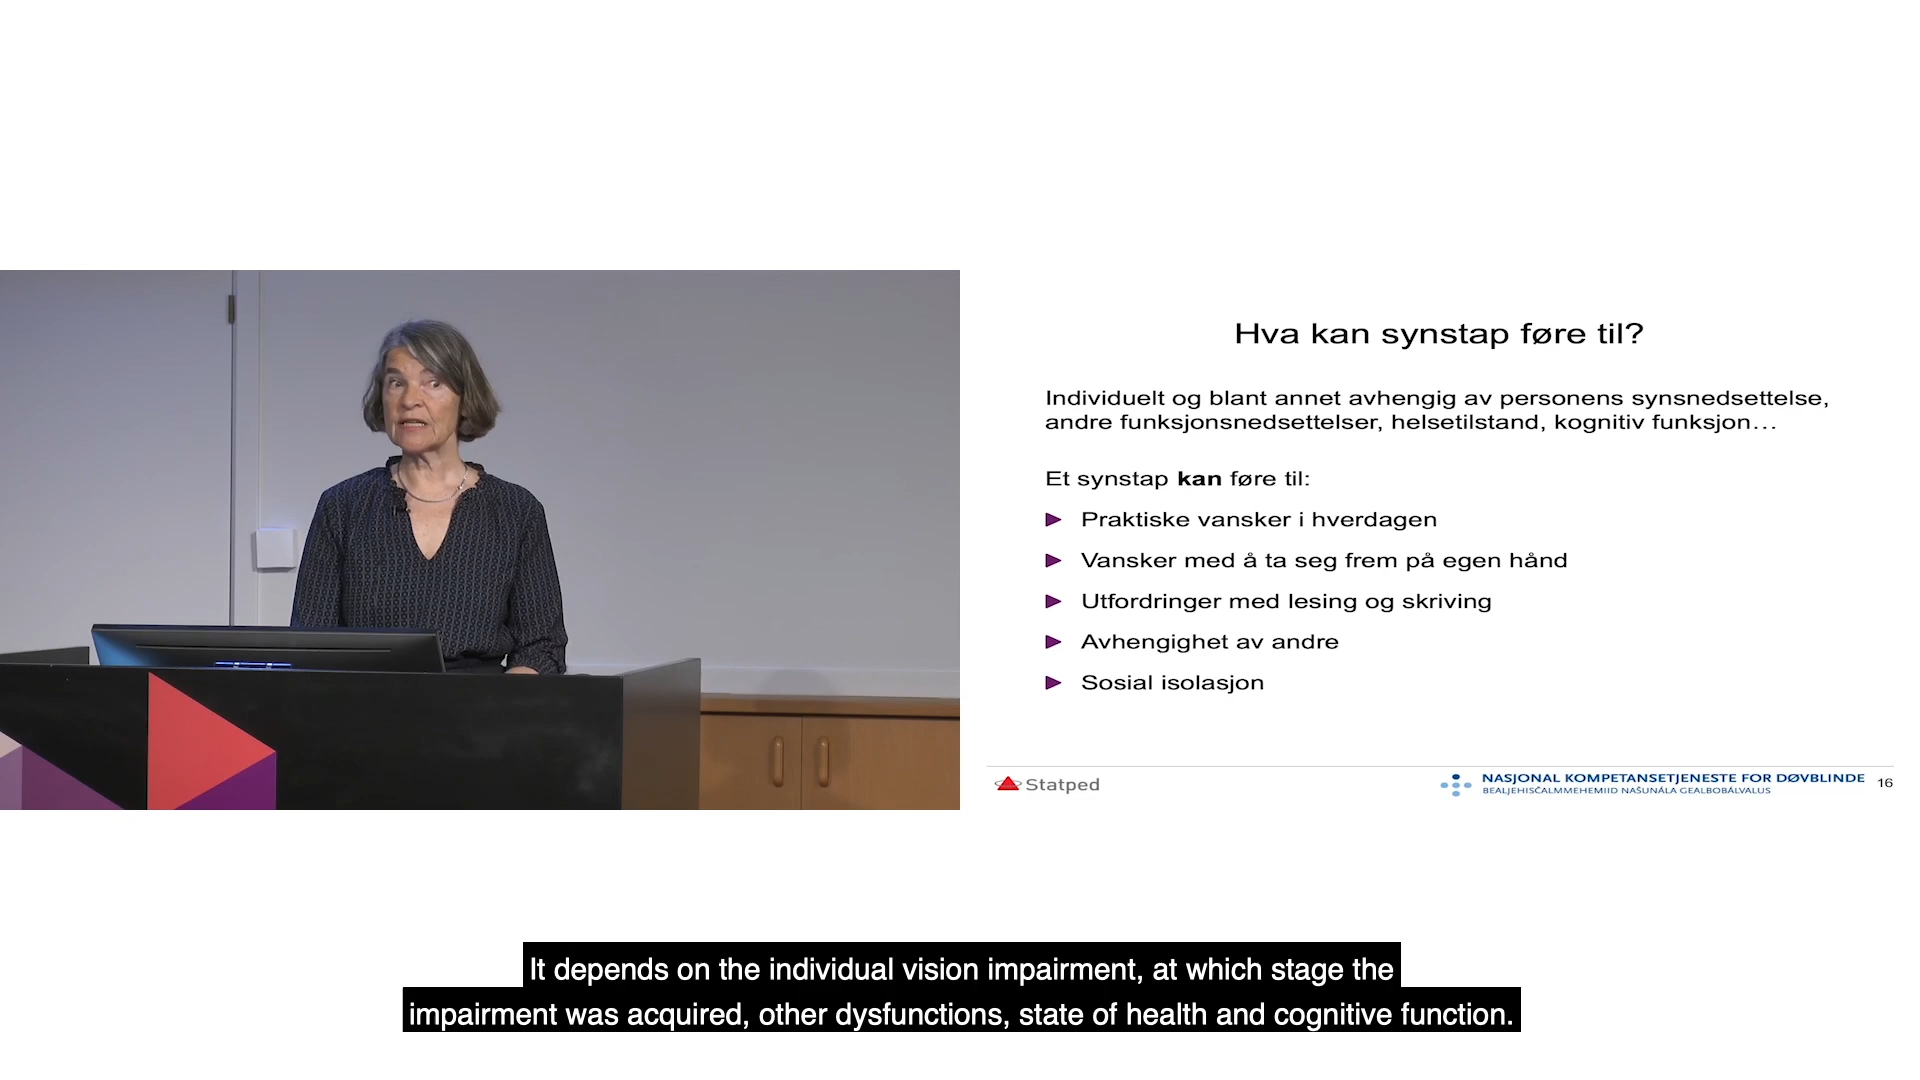 Hva kan synstap føre til?
Individuelt og blant annet avhengig av personens synsnedsettelse,
andre funksjonsnedsettelser, helsetilstand, kognitiv funksjon…
Et synstap kan føre til:
Praktiske vansker i hverdagen
Vansker med å ta seg frem på egen hånd
Utfordringer med lesing og skriving
Avhengighet av andre
Sosial isolasjon
Statped
NASJONAL KOMPETANSETJENESTE FOR DØVBLINDE
BEALJEHISČALMMEHEMIID NAŠUNÁLA GEALBOBÁLVALUS
16
It depends on the individual vision impairment, at which stage the
impairment was acquired, other dysfunctions, state of health and cognitive function.